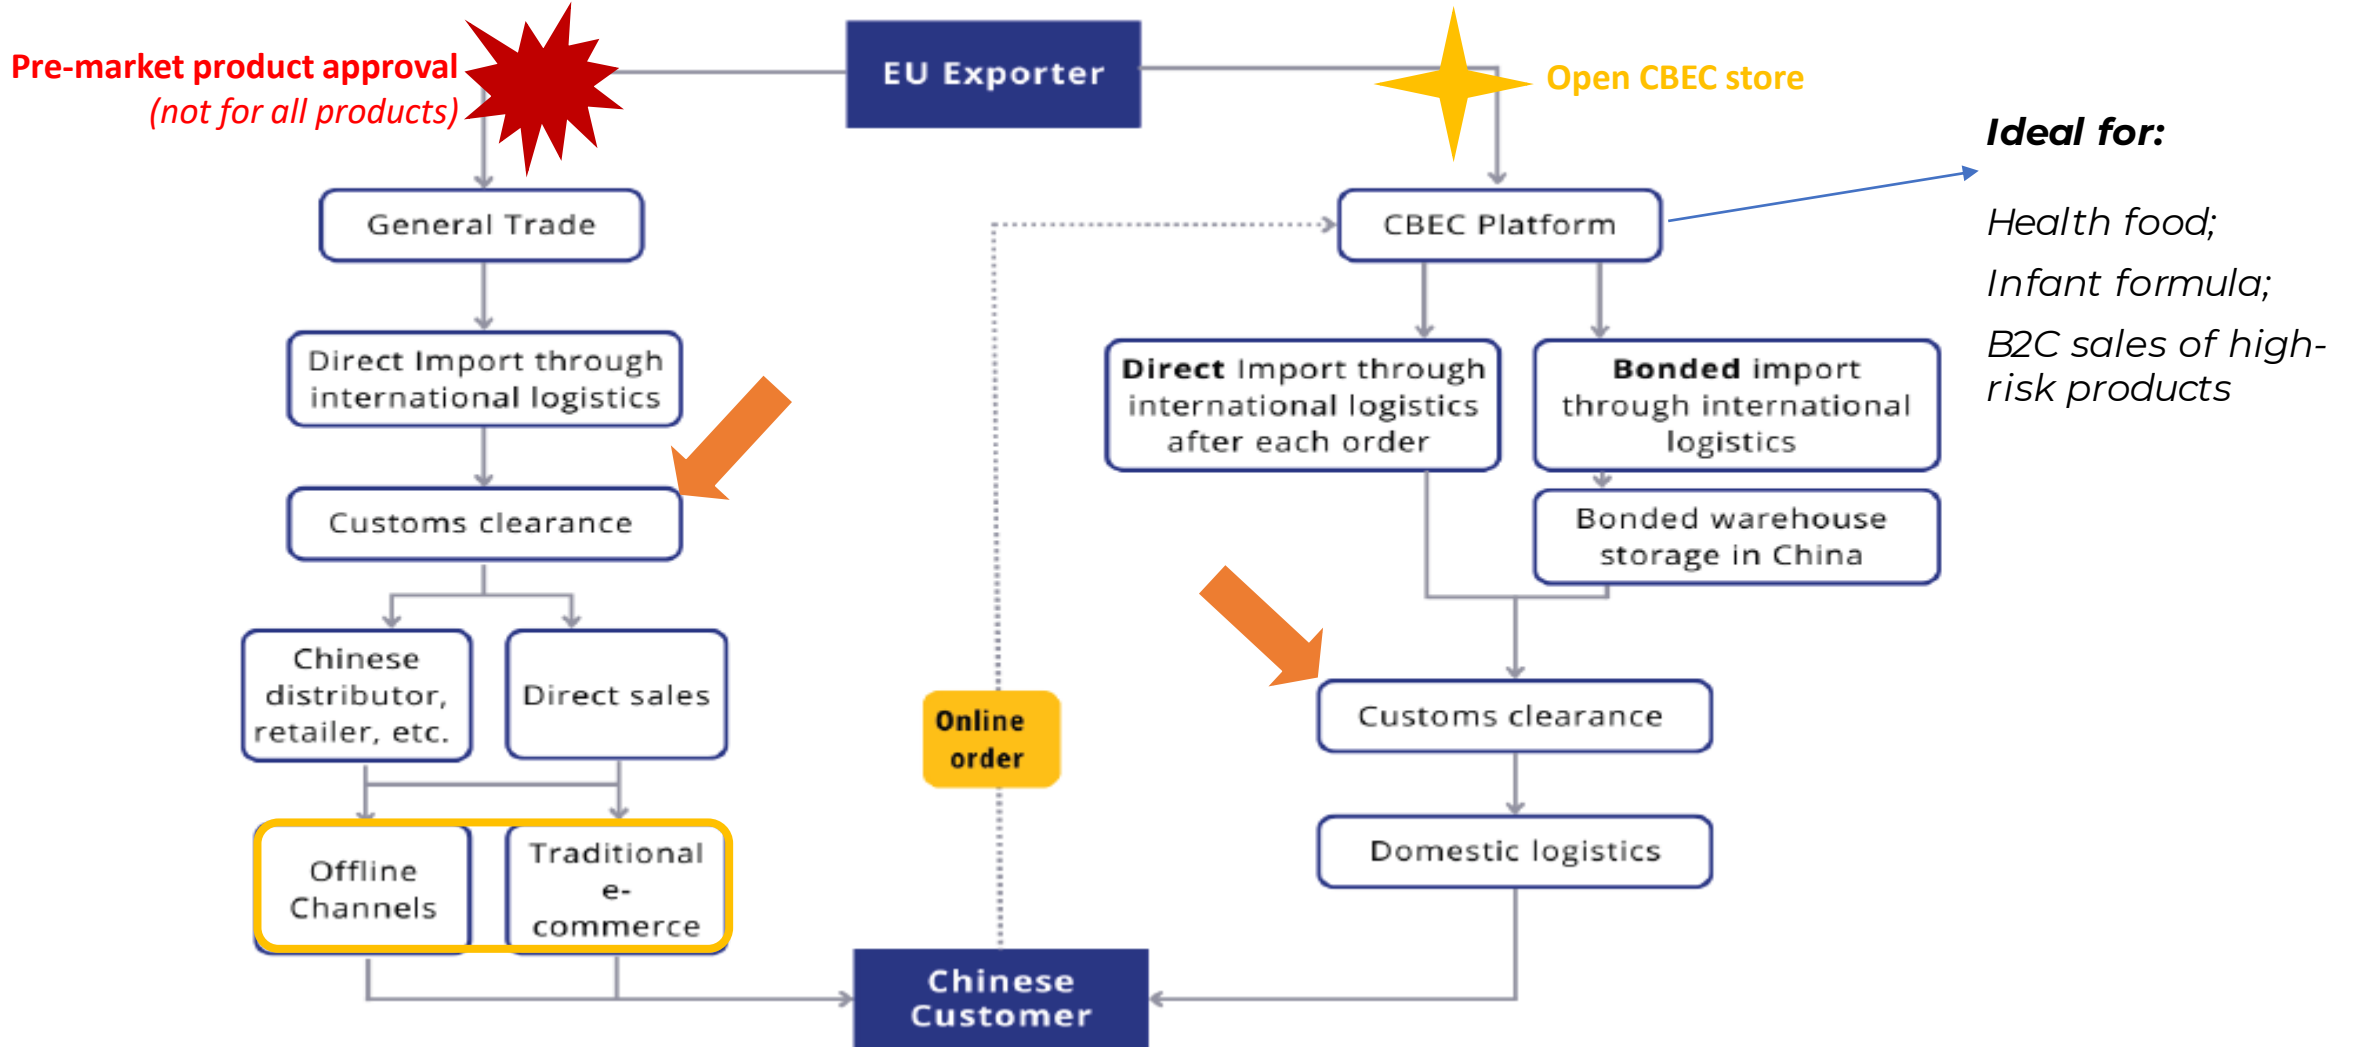 Pre-market product approval
(not for all products)
EU Exporter
Open CBEC store
Ideal for:
Health food;
Infant formula;
B2C sales of high-
risk products
General Trade
CBEC Platform
Direct Import through
international logistics
Direct Import through
international logistics
after each order
Bonded import
through international
logistics
Customs clearance
Bonded warehouse
storage in China
Chinese
distributor,
retailer, etc.
Direct sales
Online
order
Customs clearance
Offline
Channels
Traditional
e-
commerce
Domestic logistics
Chinese
Customer